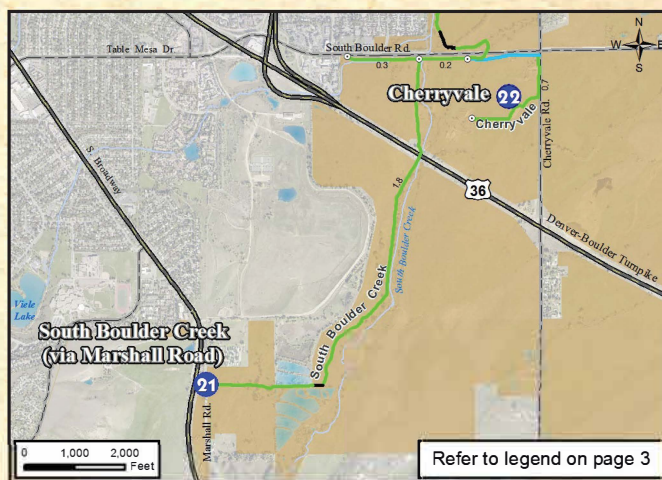 N
W E
S
Table Mesa Dr.
South Boulder Rd.
0.3
0.2
Cherryvale 22
Cherryvale
0.7
Cherryvale Rd.
S. Broadway
1.8
36
South Boulder Creek
Denver-Boulder Turnpike
Viele
Lake
South Boulder Creek
South Boulder Creek
(via Marshall Road)
21
Marshall Rd.
0 1,000 2,000
Feet
Refer to legend on page 3